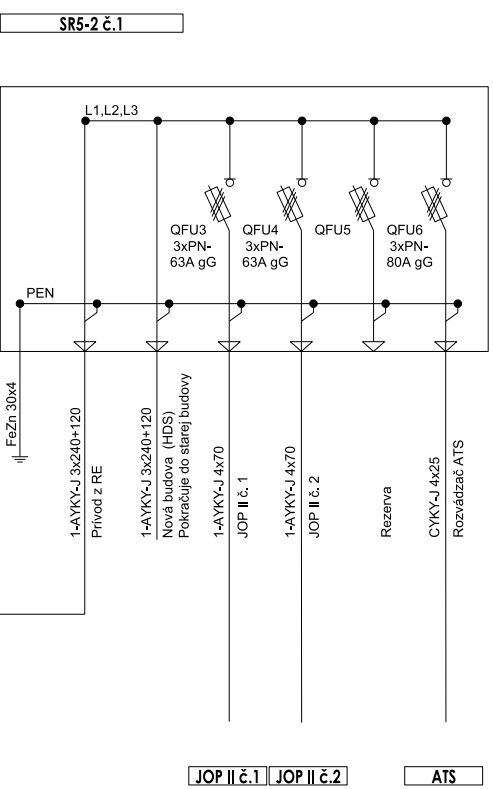 SR5-2 č.1
L1,L2,L3
QFU3
3xPN-
63A gG
QFU4
3xPN-
63A gG
QFU5
QFU6
3xPN-
80A gG
PEN
FeZn 30x4
1-AYKY-J 3x240+120
Prívod z RE
1-AYKY-J 3x240+120
Nová budova (HDS)
Pokračuje do starej budovy
1-AYKY-J 4x70
JOP II č. 1
1-AYKY-J 4x70
JOP II č. 2
Rezerva
CYKY-J 4x25
Rozvádzač ATS
JOP II č.1
JOP II č.2
ATS